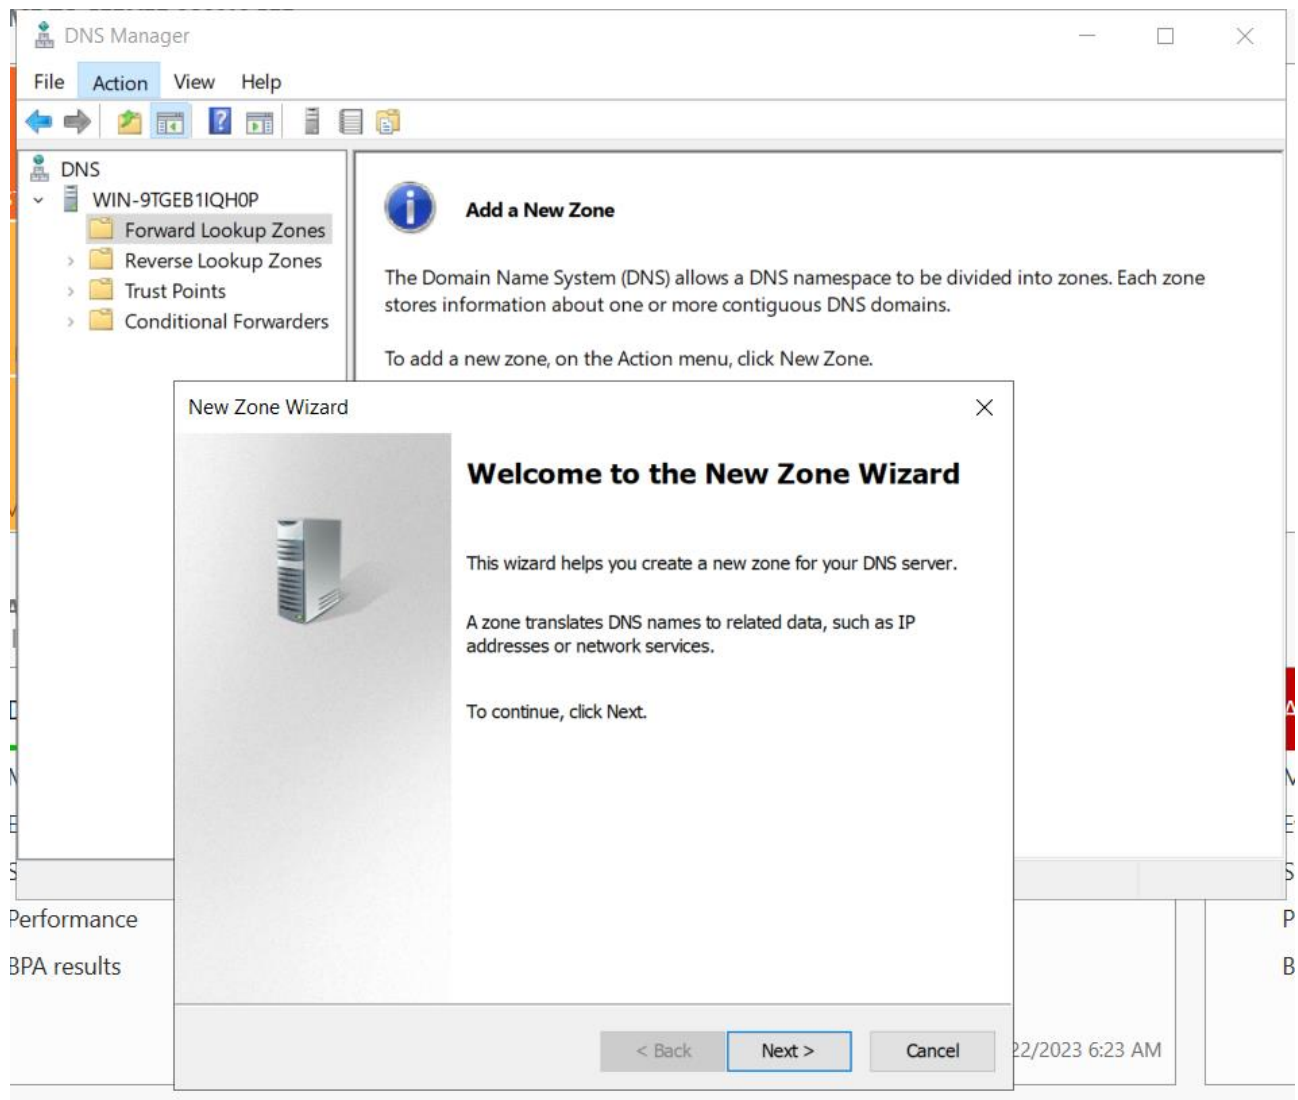 DNS Manager
File Action View Help
DNS
WIN-9TGEB1IQH0P
Forward Lookup Zones
Reverse Lookup Zones
Trust Points
Conditional Forwarders
Add a New Zone
The Domain Name System (DNS) allows a DNS namespace to be divided into zones. Each zone
stores information about one or more contiguous DNS domains.
To add a new zone, on the Action menu, click New Zone.
New Zone Wizard
Welcome to the New Zone Wizard
This wizard helps you create a new zone for your DNS server.
A zone translates DNS names to related data, such as IP
addresses or network services.
To continue, click Next.
< Back Next > Cancel
Performance
BPA results
22/2023 6:23 AM